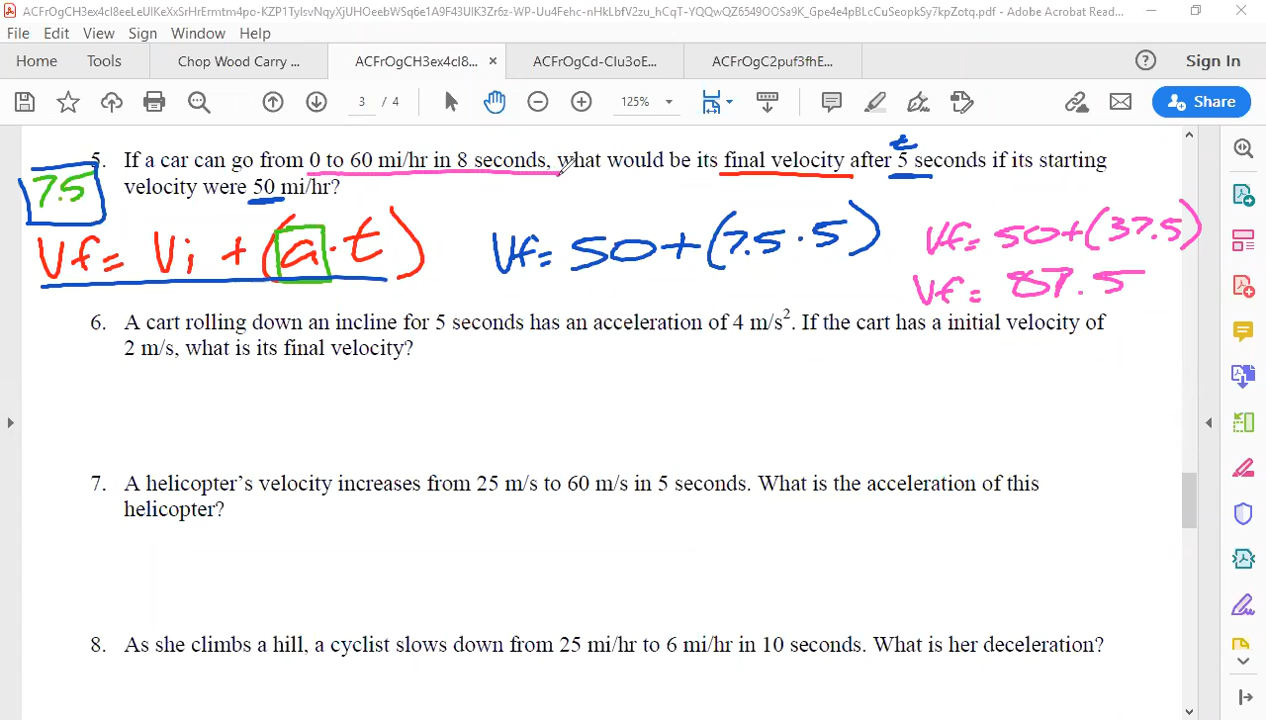 ACFrOgCH3ex4cl8eeLeUlKeXxSrHrErmtm4po-KZP1TylsvNqyXjUHOeebWSq6e1A9F43UlK3Zr6z-WP-Uu4Fehc-nHkLbfV2zu_hCqT-YQQwQZ6549OOSa9K_Gpe4e4pBLcCuSeopkSy7kpZotq.pdf - Adobe Acrobat Read...
File Edit View Sign Window Help
Home Tools Chop Wood Carry ... ACFrOgCH3ex4cl8... × ACFrOgCd-CIu3oE... ACFrOgC2puf3fhE... Sign In
3 / 4 125% Share
t
5. If a car can go from 0 to 60 mi/hr in 8 seconds, what would be its final velocity after 5 seconds if its starting
velocity were 50 mi/hr?
7.5
Vf = Vi + (a · t) Vf = 50 + (7.5 · 5) Vf = 50 + (37.5)
Vf = 87.5
6. A cart rolling down an incline for 5 seconds has an acceleration of 4 m/s². If the cart has a initial velocity of
2 m/s, what is its final velocity?
7. A helicopter’s velocity increases from 25 m/s to 60 m/s in 5 seconds. What is the acceleration of this
helicopter?
8. As she climbs a hill, a cyclist slows down from 25 mi/hr to 6 mi/hr in 10 seconds. What is her deceleration?